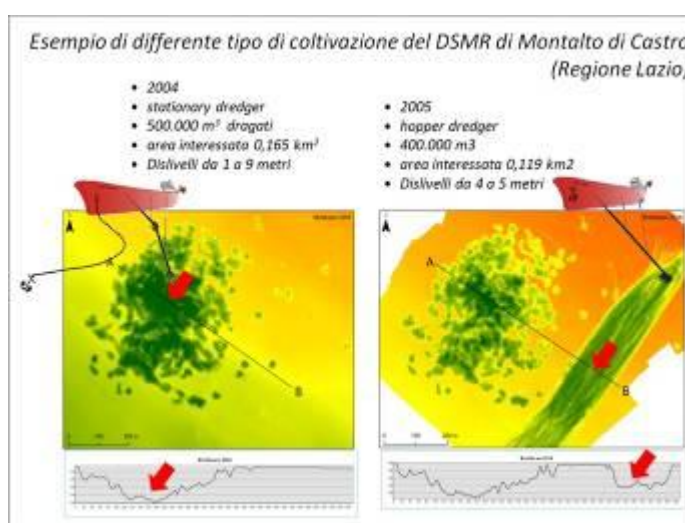 Esempio di differente tipo di coltivazione del DSMR di Montalto di Castro
(Regione Lazio)
• 2004
• stationary dredger
• 500.000 m³ dragati
• area interessata 0,165 km²
• Dislivelli da 1 a 9 metri
• 2005
• hopper dredger
• 400.000 m3
• area interessata 0,119 km2
• Dislivelli da 4 a 5 metri
A
B
A
B